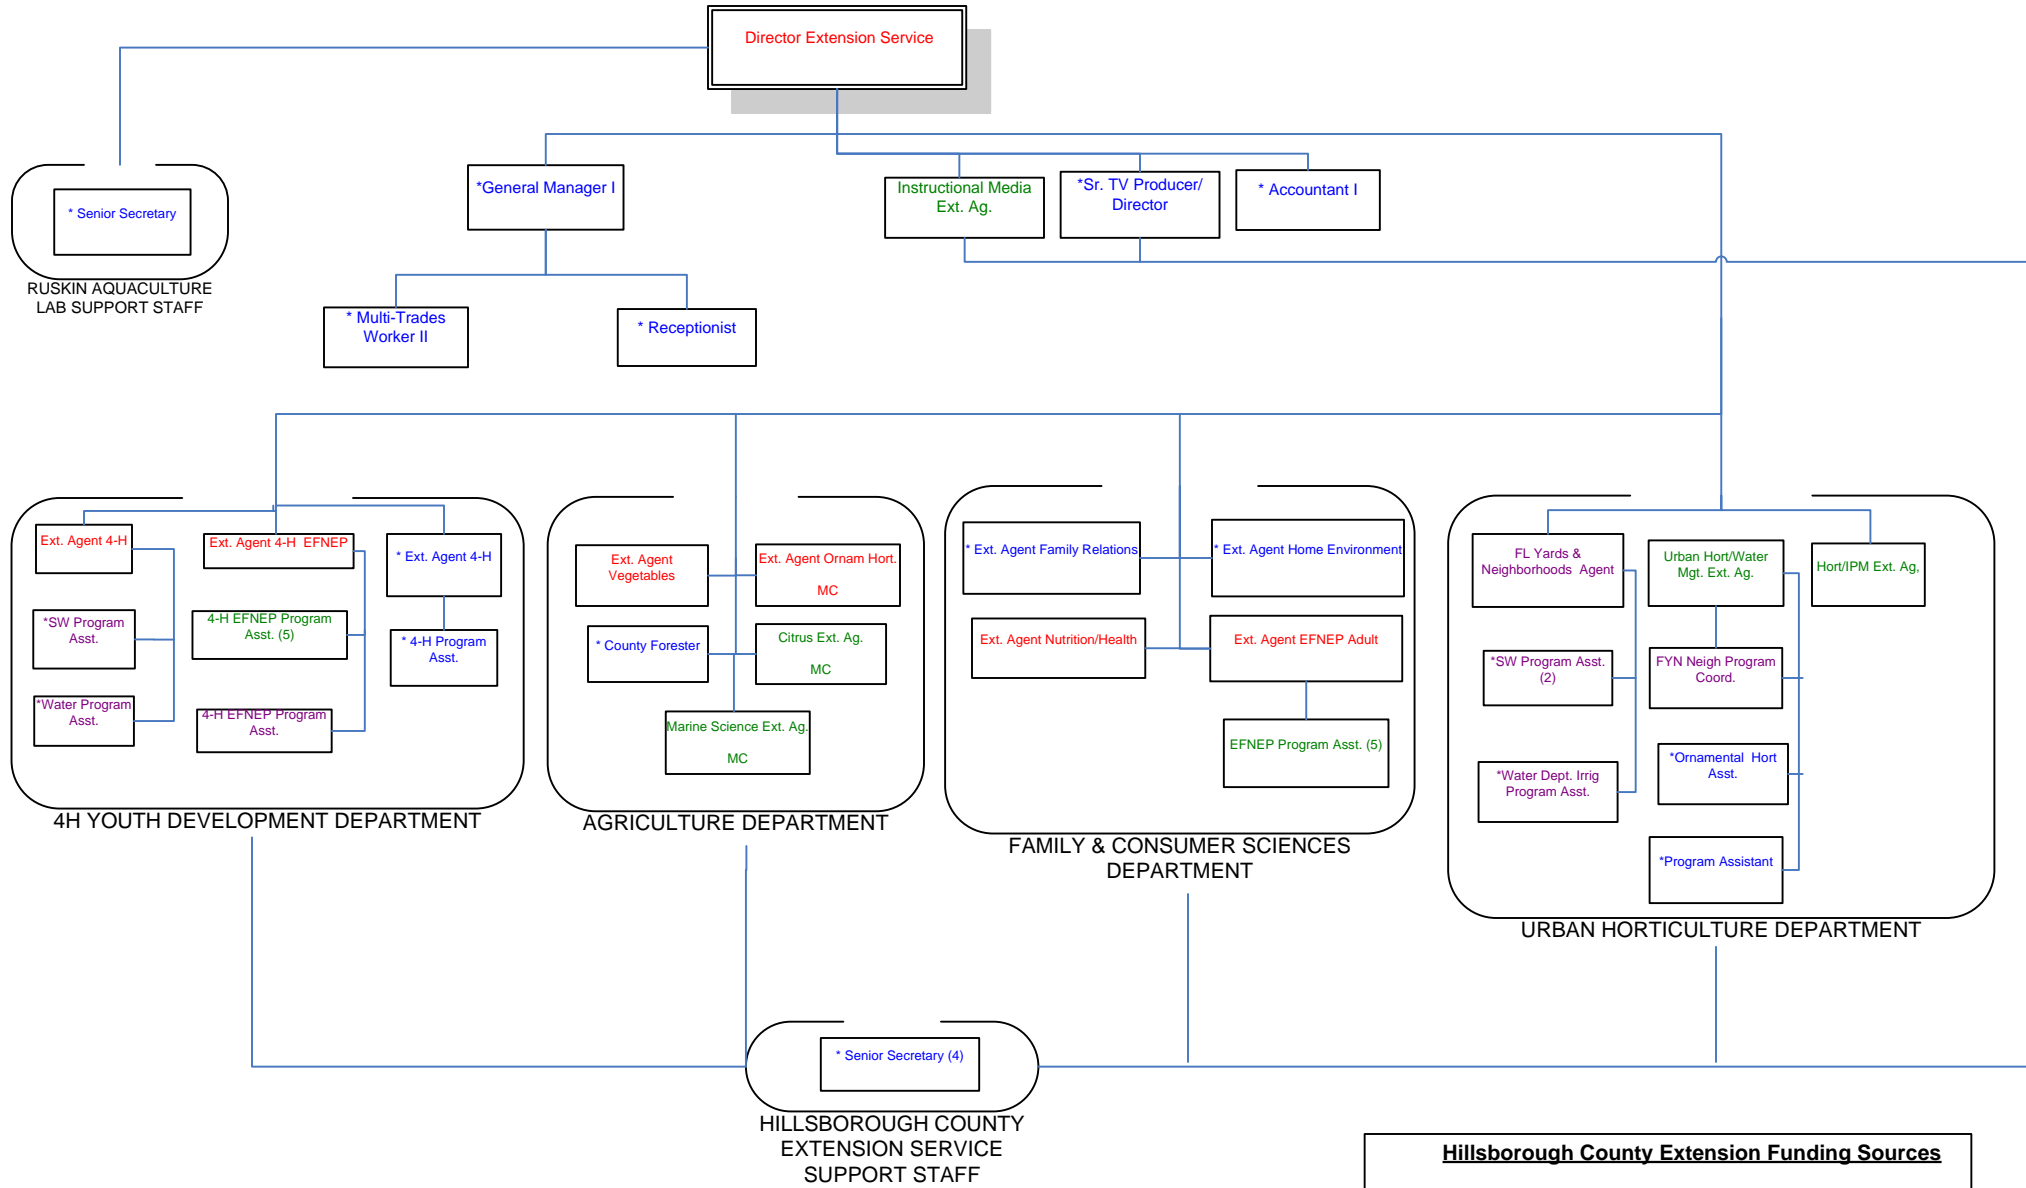 Director Extension Service
* Senior Secretary
RUSKIN AQUACULTURE
LAB SUPPORT STAFF
*General Manager I
Instructional Media
Ext. Ag.
*Sr. TV Producer/
Director
* Accountant I
* Multi-Trades
Worker II
* Receptionist
Ext. Agent 4-H
Ext. Agent 4-H EFNEP
* Ext. Agent 4-H
*SW Program
Asst.
4-H EFNEP Program
Asst. (5)
* 4-H Program
Asst.
*Water Program
Asst.
4-H EFNEP Program
Asst.
4H YOUTH DEVELOPMENT DEPARTMENT
Ext. Agent
Vegetables
Ext. Agent Ornam Hort.
MC
* County Forester
Citrus Ext. Ag.
MC
Marine Science Ext. Ag.
MC
AGRICULTURE DEPARTMENT
* Ext. Agent Family Relations
* Ext. Agent Home Environment
Ext. Agent Nutrition/Health
Ext. Agent EFNEP Adult
EFNEP Program Asst. (5)
FAMILY & CONSUMER SCIENCES
DEPARTMENT
FL Yards &
Neighborhoods Agent
Urban Hort/Water
Mgt. Ext. Ag.
Hort/IPM Ext. Ag,
*SW Program Asst.
(2)
FYN Neigh Program
Coord.
*Water Dept. Irrig
Program Asst.
*Ornamental Hort
Asst.
*Program Assistant
URBAN HORTICULTURE DEPARTMENT
* Senior Secretary (4)
HILLSBOROUGH COUNTY
EXTENSION SERVICE
SUPPORT STAFF
Hillsborough County Extension Funding Sources